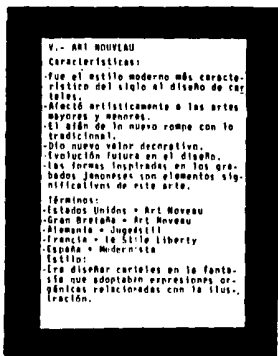 V.- ART NOUVEAU
Características:
-Fue el estilo moderno más caracte-
rístico del siglo al diseño de car
teles.
-Afectó artísticamente a las artes
mayores y menores.
-El afán de lo nuevo rompe con lo
tradicional.
-Dio nuevo valor decorativo.
-Evolución futura en el diseño.
-Las formas inspiradas en los gra-
bados japoneses son elementos sig-
nificativos de este arte.
Términos:
-Estados Unidos = Art Noveau
-Gran Bretaña = Art Noveau
-Alemania = Jugedstil
-Francia = le Stile Liberty
-España = Modernista
Estilo:
-Era diseñar carteles en la fanta-
sía que adoptaban expresiones or-
gánicas relacionadas con la ilus-
tración.